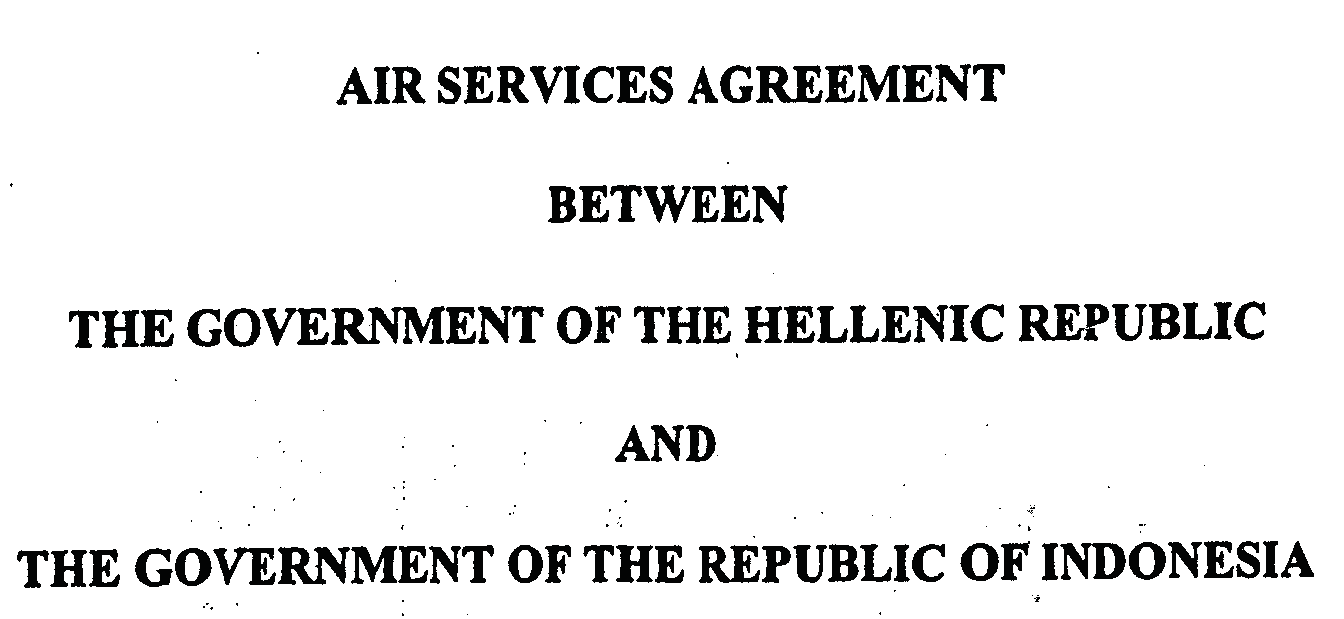 AIR SERVICES AGREEMENT
BETWEEN
THE GOVERNMENT OF THE HELLENIC REPUBLIC
AND
THE GOVERNMENT OF THE REPUBLIC OF INDONESIA